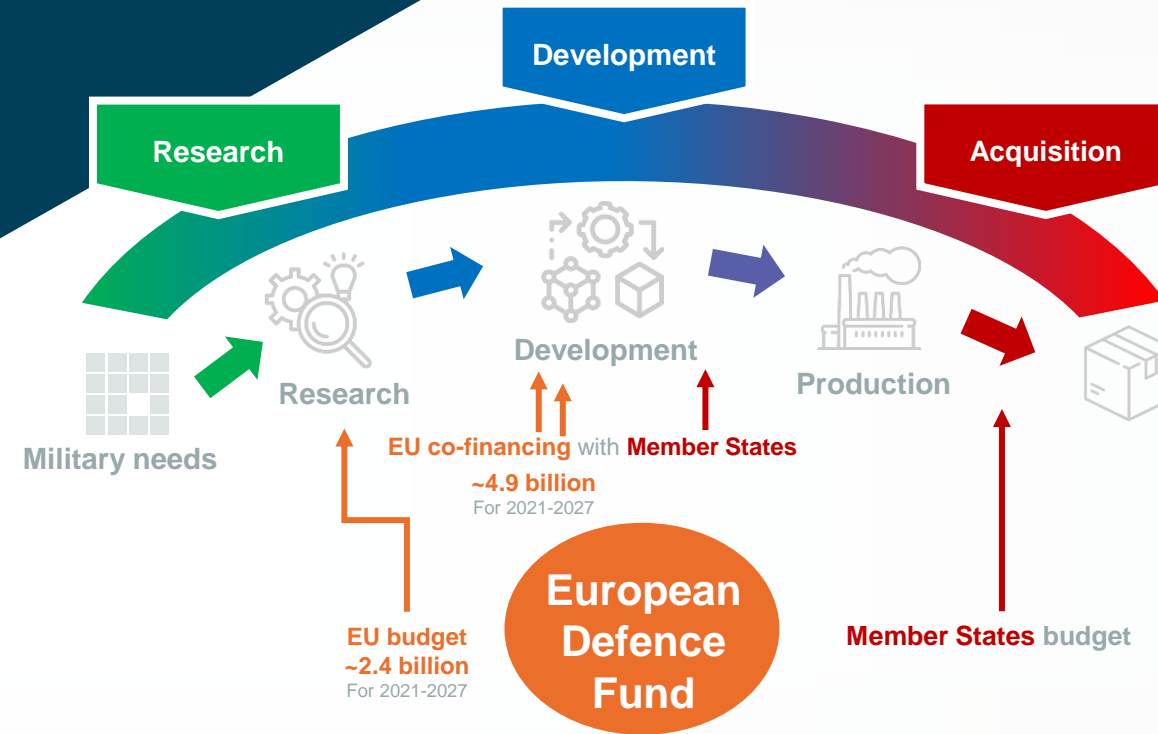 Development
Research
Acquisition
Development
Research
Production
Military needs
EU co-financing with Member States
~4.9 billion
For 2021-2027
European
Defence
Fund
EU budget
~2.4 billion
For 2021-2027
Member States budget